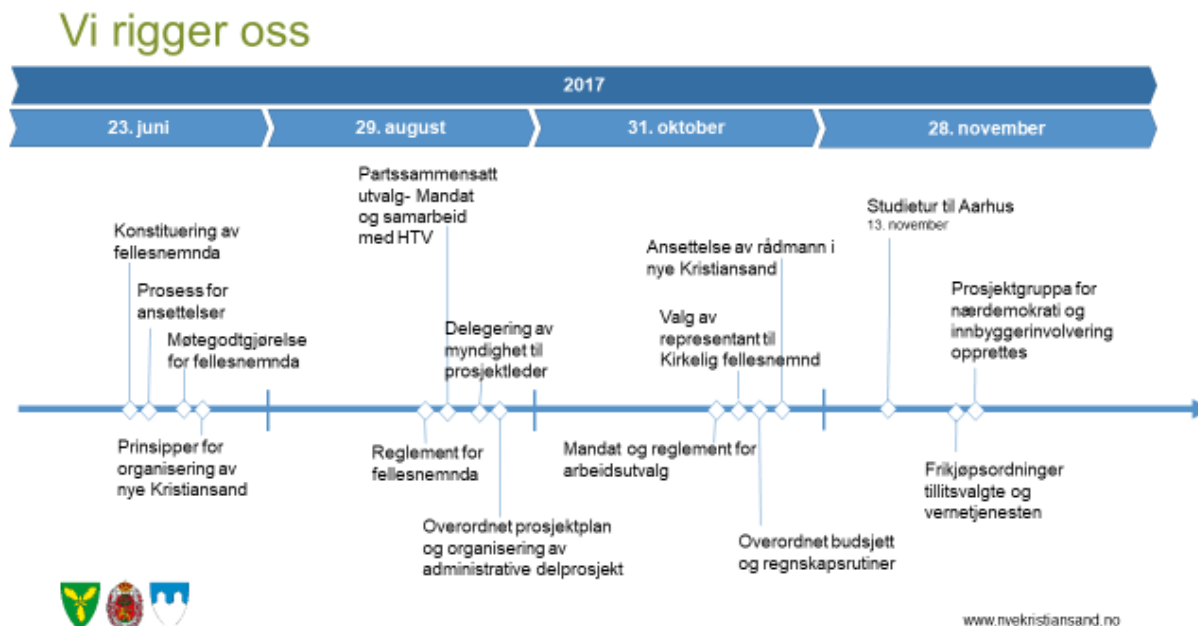 Vi rigger oss
2017
23. juni
29. august
31. oktober
28. november
Konstituering av
fellesnemnda
Prosess for
ansettelser
Møtegodtgjørelse
for fellesnemnda
Prinsipper for
organisering av
nye Kristiansand
Partssammensatt
utvalg- Mandat
og samarbeid
med HTV
Delegering av
myndighet til
prosjektleder
Reglement for
fellesnemnda
Overordnet prosjektplan
og organisering av
administrative delprosjekt
Ansettelse av rådmann i
nye Kristiansand
Valg av
representant til
Kirkelig fellesnemnd
Mandat og reglement for
arbeidsutvalg
Overordnet budsjett
og regnskapsrutiner
Studietur til Aarhus
13. november
Prosjektgruppa for
nærdemokrati og
innbyggerinvolvering
opprettes
Frikjøpsordninger
tillitsvalgte og
vernetjenesten
www.nyekristiansand.no